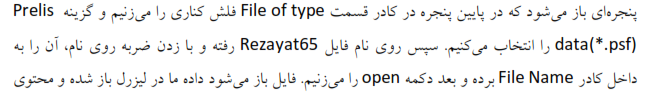 پنجره‌ای باز می‌شود که در پایین پنجره در کادر قسمت File of type فلش کناری را می‌زنیم و گزینه Prelis
data(*.psf) را انتخاب می‌کنیم. سپس روی نام فایل Rezayat65 رفته و با زدن ضربه روی نام، آن را به
داخل کادر File Name برده و بعد دکمه open را می‌زنیم. فایل باز می‌شود داده ما در لیزرل باز شده و محتوی